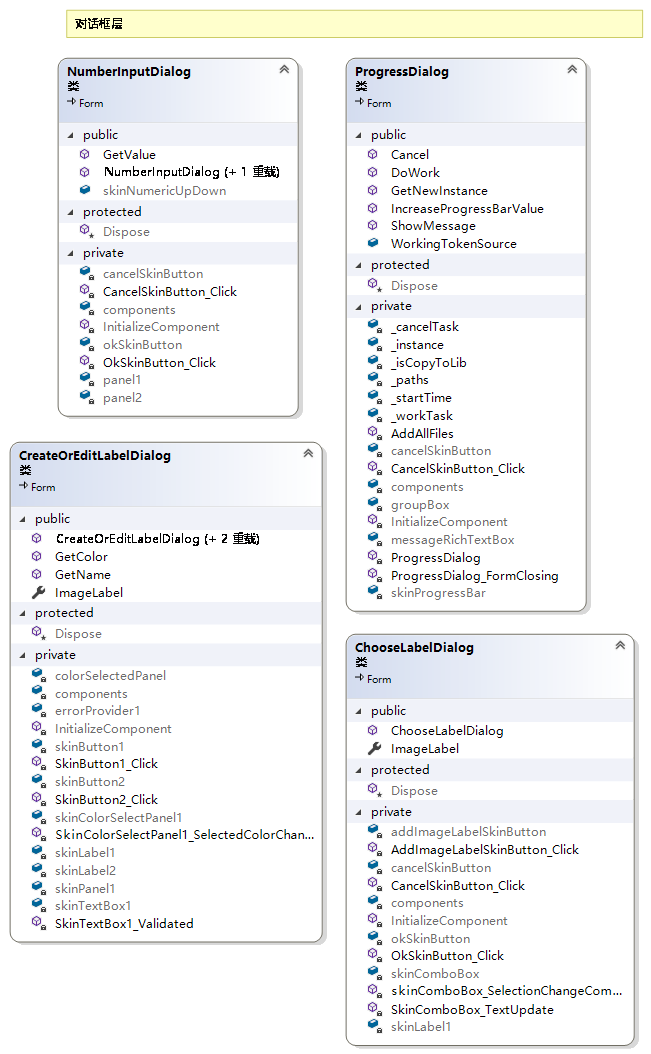 对话框层
NumberInputDialog
类
Form
public
GetValue
NumberInputDialog (+ 1 重载)
skinNumericUpDown
protected
Dispose
private
cancelSkinButton
CancelSkinButton_Click
components
InitializeComponent
okSkinButton
OkSkinButton_Click
panel1
panel2
ProgressDialog
类
Form
public
Cancel
DoWork
GetNewInstance
IncreaseProgressBarValue
ShowMessage
WorkingTokenSource
protected
Dispose
private
_cancelTask
_instance
_isCopyToLib
_paths
_startTime
_workTask
AddAllFiles
cancelSkinButton
CancelSkinButton_Click
components
groupBox
InitializeComponent
messageRichTextBox
ProgressDialog
ProgressDialog_FormClosing
skinProgressBar
CreateOrEditLabelDialog
类
Form
public
CreateOrEditLabelDialog (+ 2 重载)
GetColor
GetName
ImageLabel
protected
Dispose
private
colorSelectedPanel
components
errorProvider1
InitializeComponent
skinButton1
SkinButton1_Click
skinButton2
SkinButton2_Click
skinColorSelectPanel1
SkinColorSelectPanel1_SelectedColorChan...
skinLabel1
skinLabel2
skinPanel1
skinTextBox1
SkinTextBox1_Validated
ChooseLabelDialog
类
Form
public
ChooseLabelDialog
ImageLabel
protected
Dispose
private
addImageLabelSkinButton
AddImageLabelSkinButton_Click
cancelSkinButton
CancelSkinButton_Click
components
InitializeComponent
okSkinButton
OkSkinButton_Click
skinComboBox
skinComboBox_SelectionChangeCom...
SkinComboBox_TextUpdate
skinLabel1